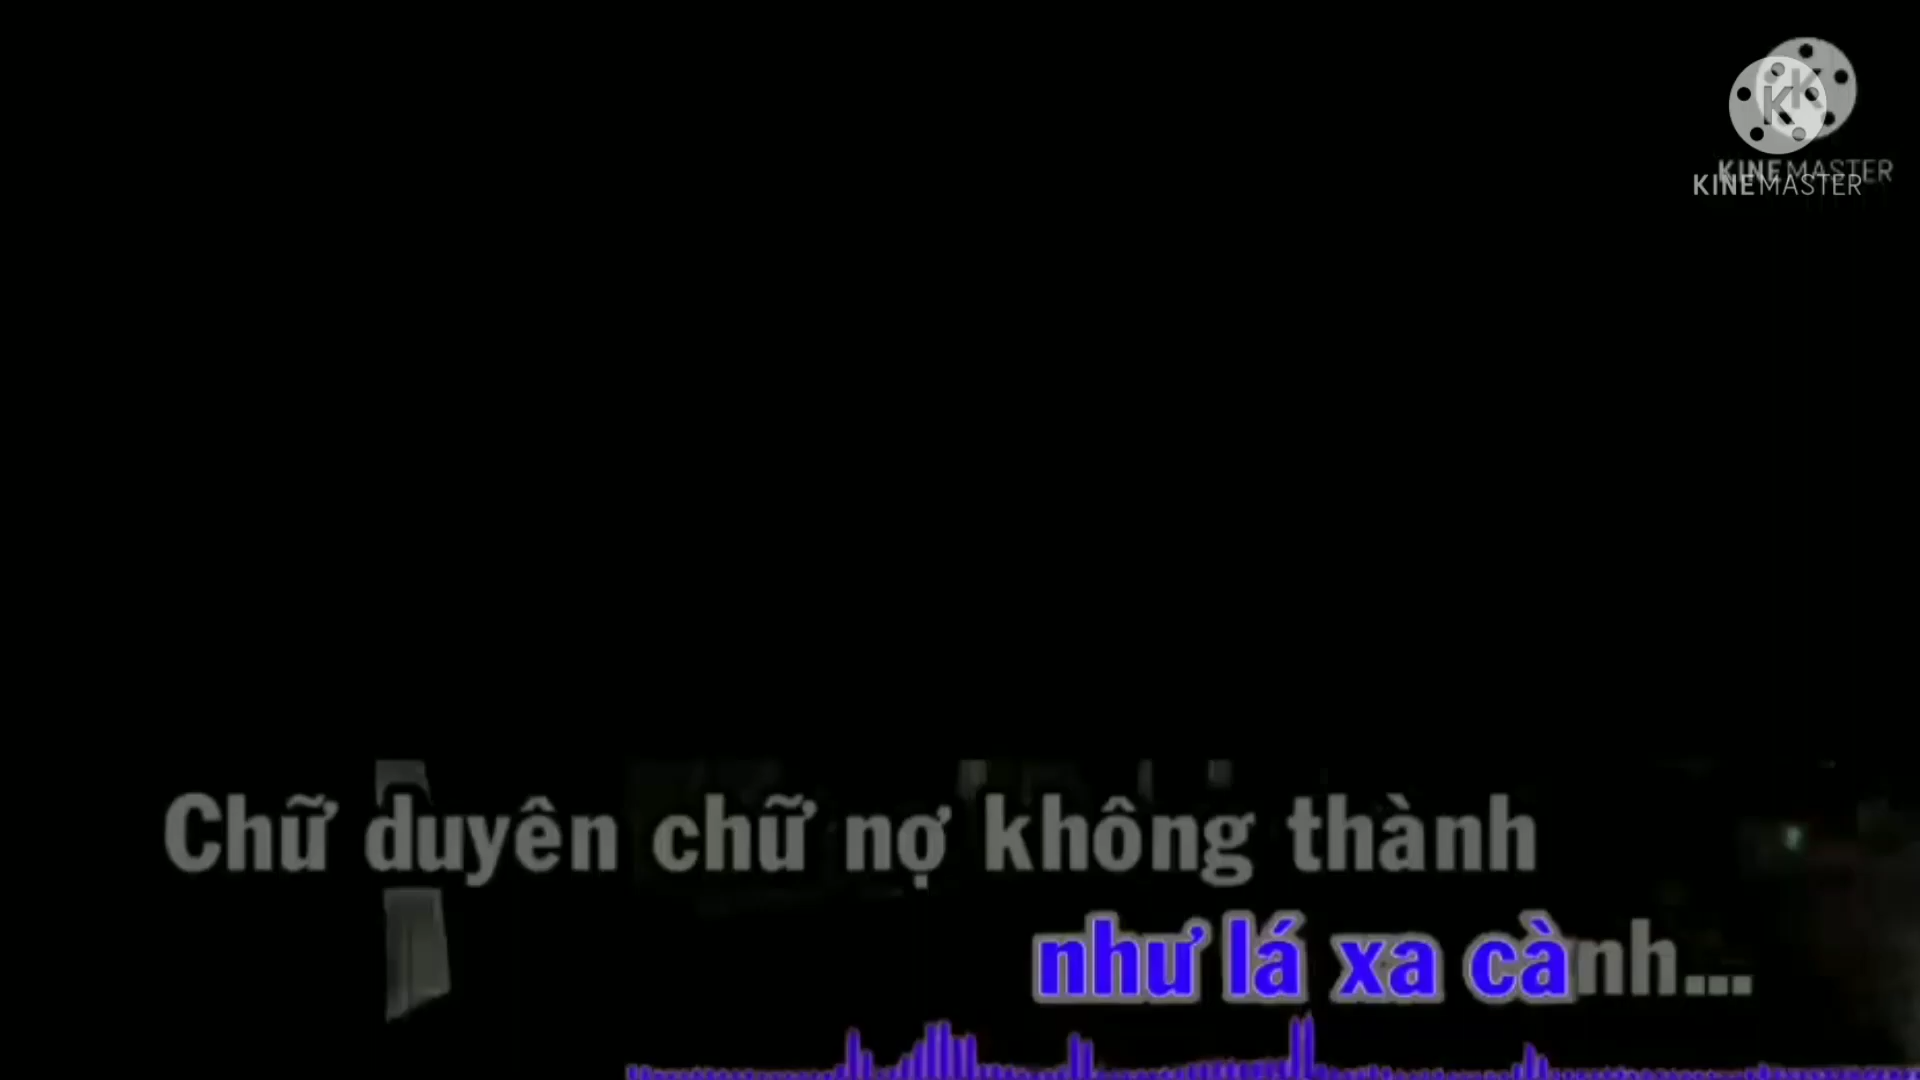 KINEMASTER
KINEMASTER
Chữ duyên chữ nợ không thành
như lá xa cành...